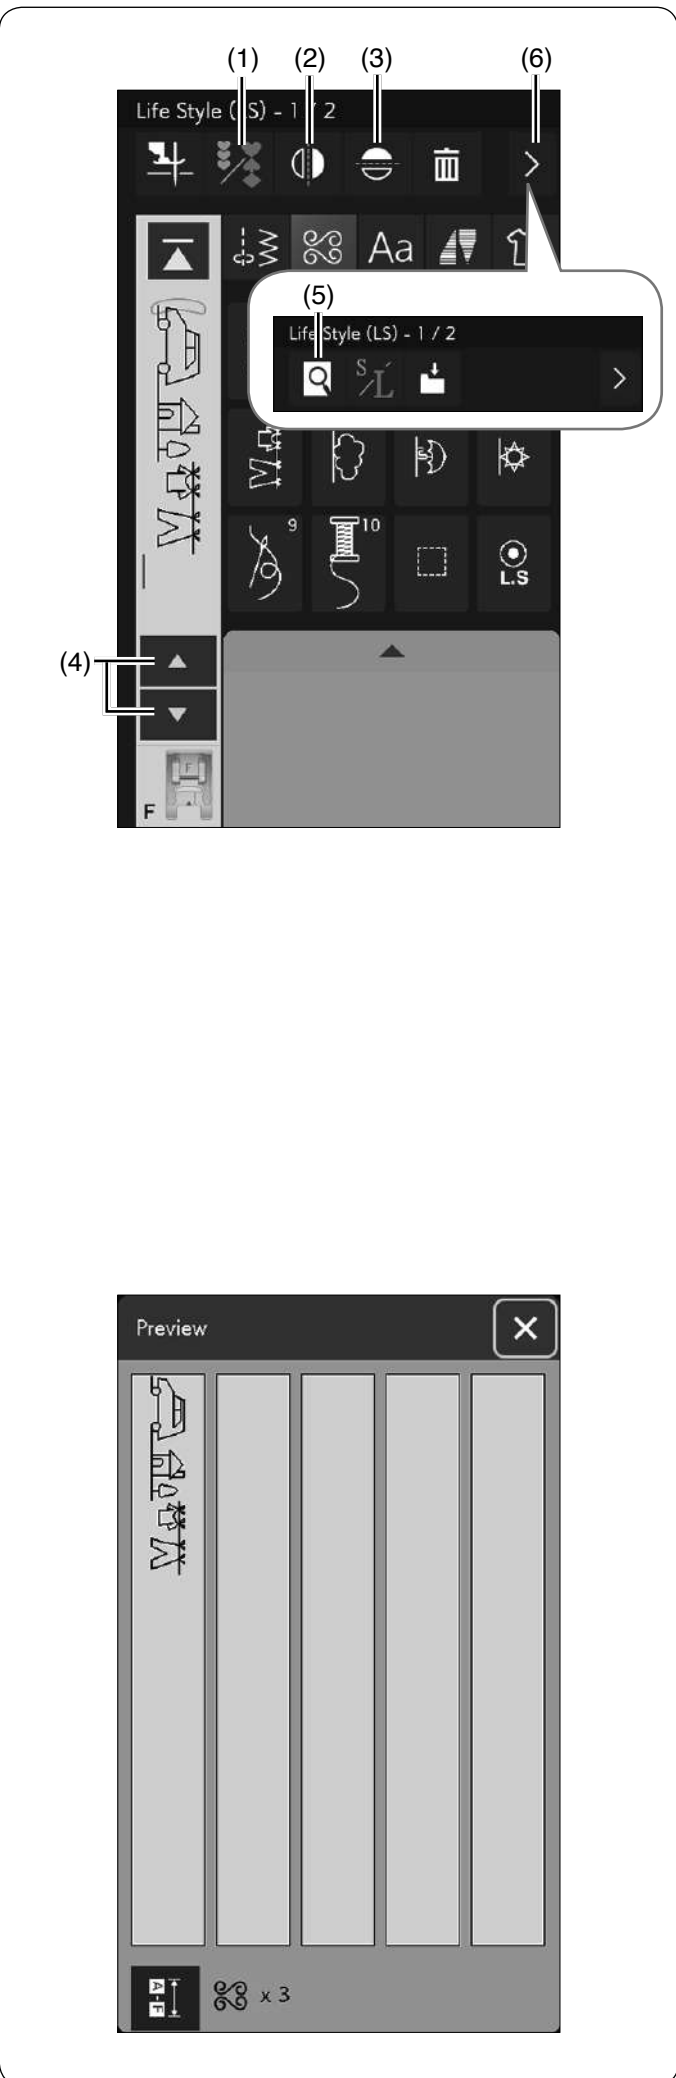 (1) (2) (3) (6)
Life Style (LS) - 1 / 2
Aa
(5)
Life Style (LS) - 1 / 2
S/L
9 10
L.S
(4)
F
F
Preview
A F
x 3